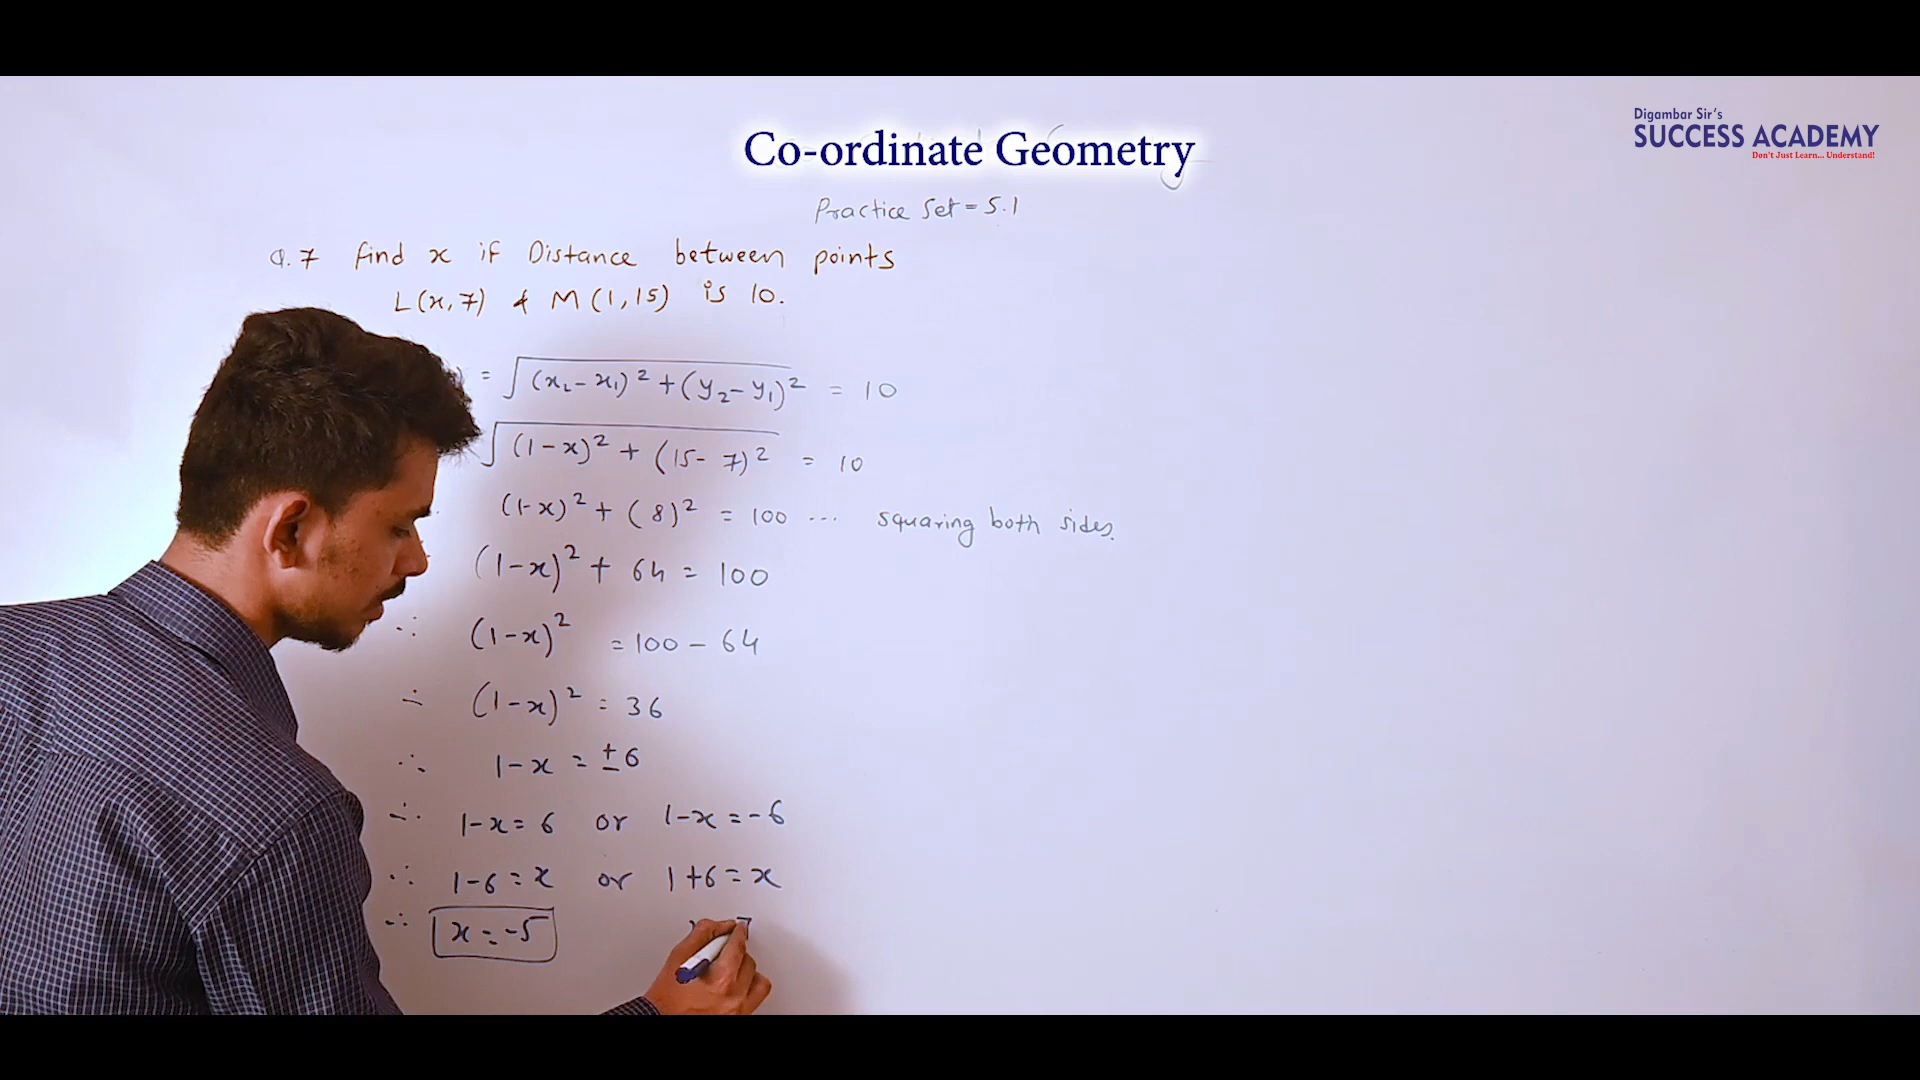 Co-ordinate Geometry
Digambar Sir's
SUCCESS ACADEMY
Don't Just Learn... Understand!
Practice Set = 5.1
Q.7 find x if Distance between points
L(x,7) & M(1,15) is 10.
) = √(x₂-x₁)² + (y₂-y₁)² = 10
√(1-x)² + (15-7)² = 10
(1-x)² + (8)² = 100 ... squaring both sides.
(1-x)² + 64 = 100
∴ (1-x)² = 100 - 64
∴ (1-x)² = 36
∴ 1-x = ±6
∴ 1-x = 6 or 1-x = -6
∴ 1-6 = x or 1+6 = x
∴ x = -5